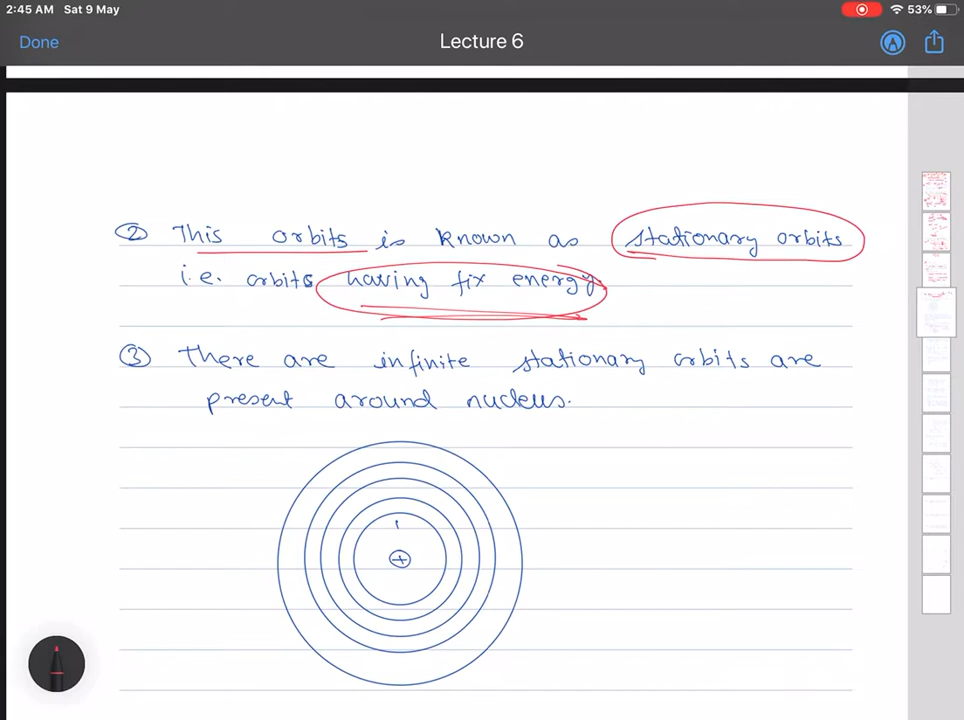 2:45 AM Sat 9 May 53%
Done Lecture 6
② This orbits is known as stationary orbits
i.e. orbits having fix energy
③ There are infinite stationary orbits are
present around nucleus.
+